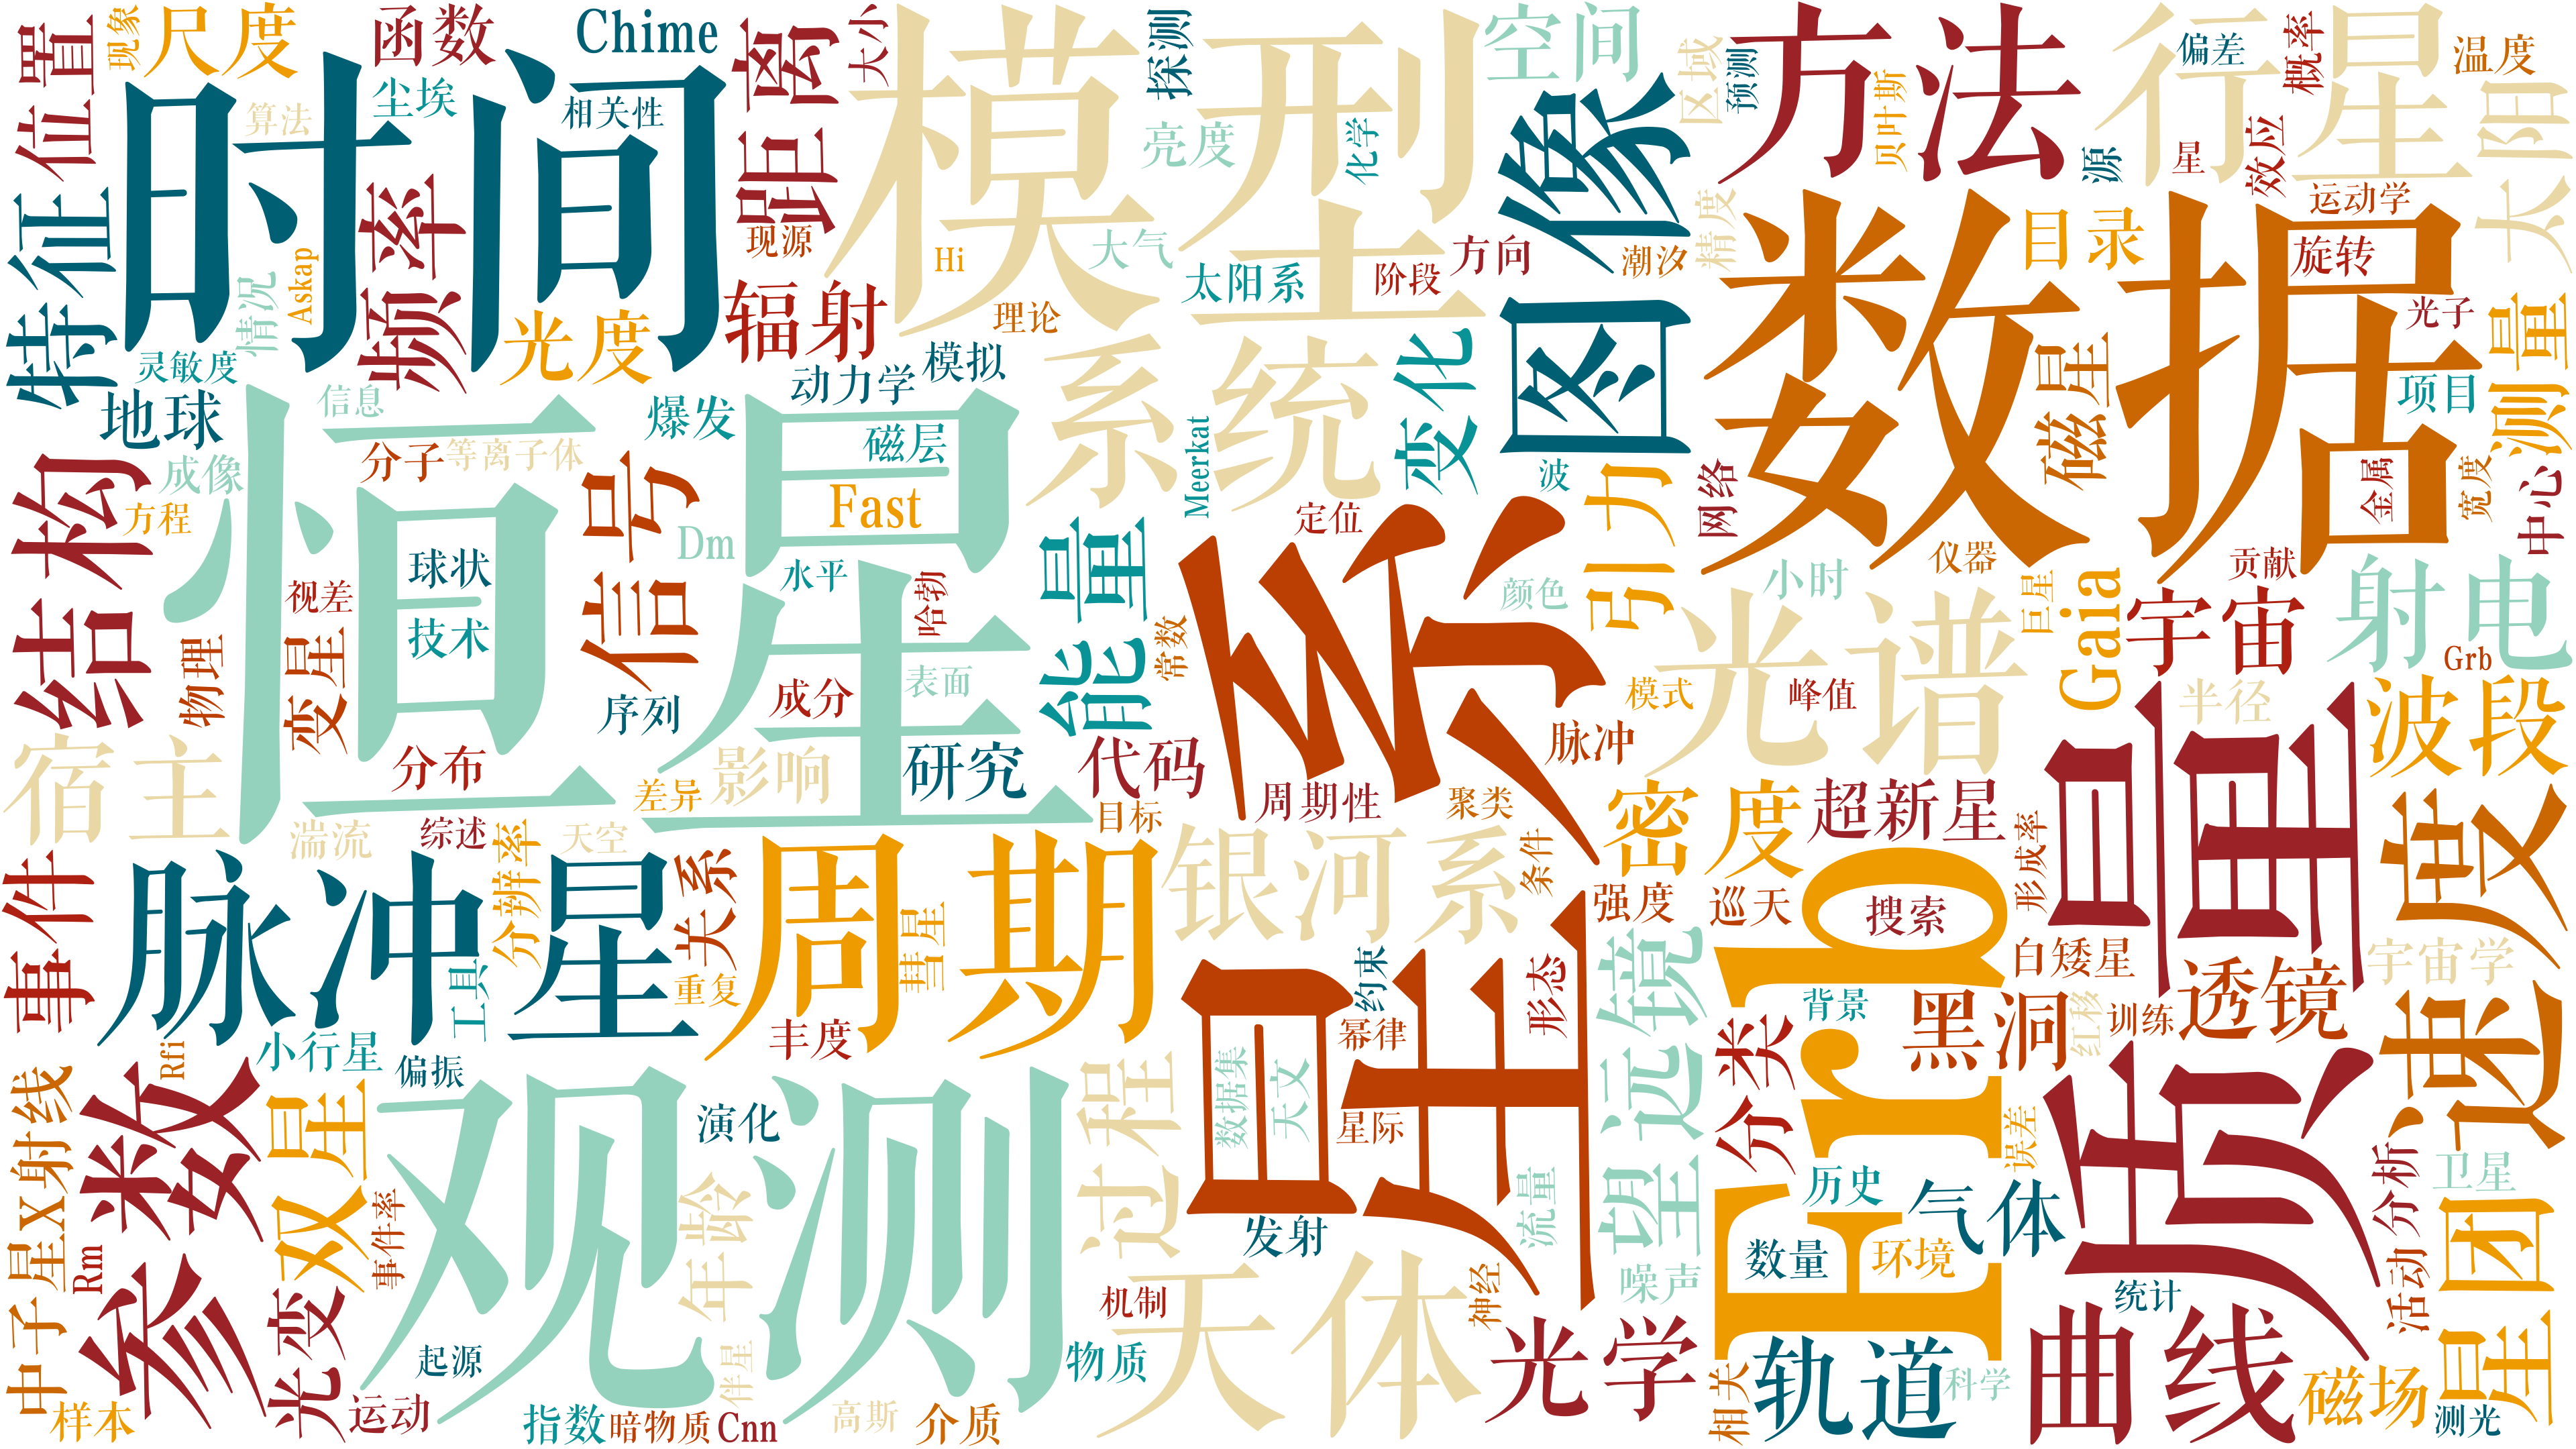 时间
模型
数据
恒星
星系
观测
Frb
质量
脉冲星
周期
方法
行星
图像
系统
光谱
天体
参数
曲线
速度
结构
银河系
望远镜
现象
尺度
函数
Chime
距离
大小
探测
空间
区域
预测
贝叶斯
偏差
概率
温度
位置
算法
尘埃
相关性
亮度
化学
源
星
效应
太阳
特征
频率
现源
Hi
大气
太阳系
阶段
方向
潮汐
精度
目录
运动学
旋转
情况
Askap
光度
辐射
理论
光子
测量
灵敏度
地球
信息
动力学
模拟
变化
磁星
项目
爆发
磁层
分子
等离子体
成像
方程
信号
Fast
Dm
Meerkat
定位
波
引力
网络
金属
宽度
中心
视差
球状
技术
水平
哈勃
能量
常数
颜色
小时
仪器
巨星
Gaia
贡献
宇宙
射电
Grb
物理
变星
序列
成分
表面
模式
峰值
半径
波段
宿主
分布
差异
影响
研究
代码
目标
周期性
聚类
脉冲
密度
超新星
形成率
湍流
综述
分辨率
天空
关系
彗星
重复
条件
强度
巡天
搜索
白矮星
宇宙学
事件
工具
丰度
约束
形态
幂律
背景
黑洞
红移
训练
透镜
小行星
偏振
Rfi
中子星
X射线
双星
演化
过程
数据集
天文
星际
分类
误差
历史
气体
分析
卫星
星团
Rm
事件率
年龄
发射
流量
噪声
数量
环境
统计
活动
光变
起源
伴星
机制
物质
神经
光学
轨道
相关
科学
磁场
测光
样本
运动
指数
暗物质
Cnn
高斯
介质